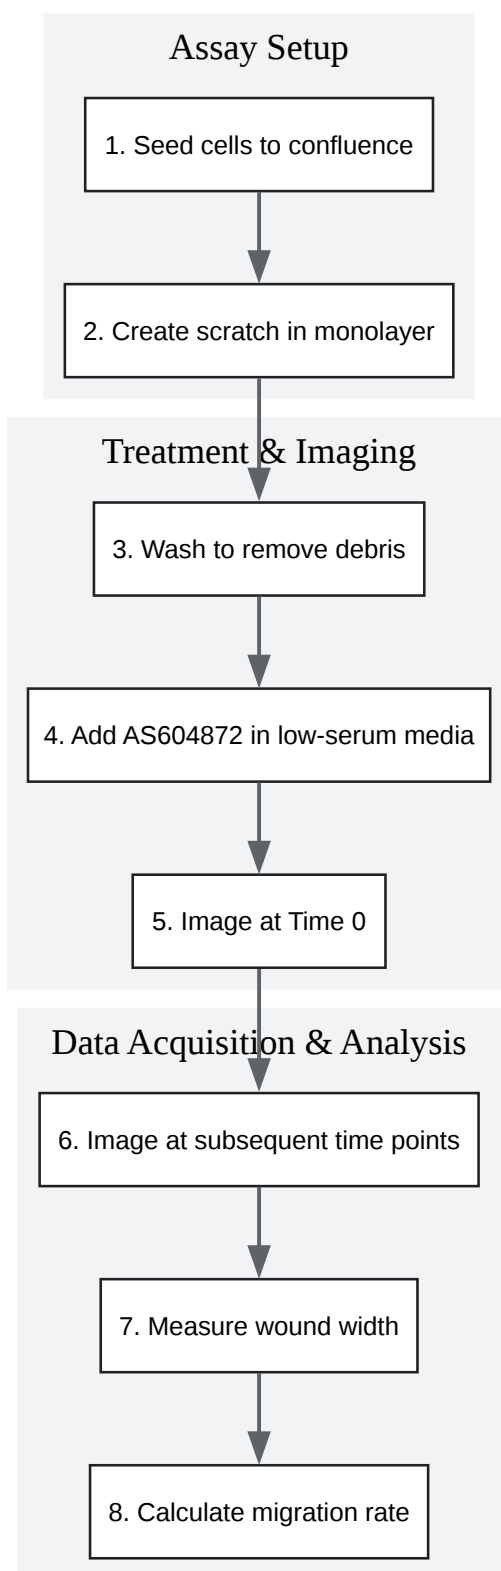 Assay Setup
1. Seed cells to confluence
2. Create scratch in monolayer
Treatment & Imaging
3. Wash to remove debris
4. Add AS604872 in low-serum media
5. Image at Time 0
Data Acquisition & Analysis
6. Image at subsequent time points
7. Measure wound width
8. Calculate migration rate